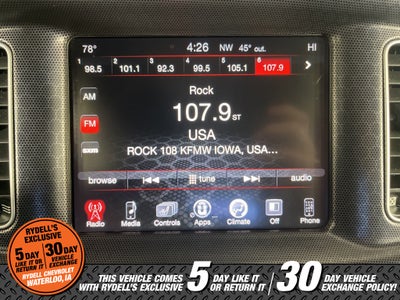 78° 4:26 NW 45° out. HI
1 98.5 2 101.1 3 92.3 4 99.5 5 105.1 6 107.9
AM
FM
sxm
Rock
107.9 ST
USA
ROCK 108 KFMW IOWA, USA...
browse tune audio
Radio Media Controls Apps Climate Off Phone
RYDELL'S
EXCLUSIVE
5 DAY LIKE IT OR RETURN IT
30 DAY VEHICLE EXCHANGE
RYDELL CHEVROLET
WATERLOO, IA
THIS VEHICLE COMES WITH RYDELL'S EXCLUSIVE 5 DAY LIKE IT OR RETURN IT / 30 DAY VEHICLE EXCHANGE POLICY!